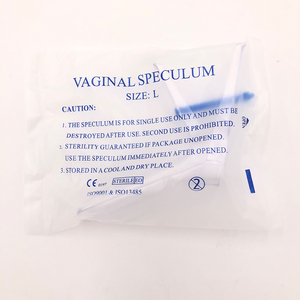 VAGINAL SPECULUM
SIZE: L
CAUTION:
1. THE SPECULUM IS FOR SINGLE USE ONLY AND MUST BE
DESTROYED AFTER USE. SECOND USE IS PROHIBITED.
2. STERILITY GUARANTEED IF PACKAGE UNOPENED.
USE THE SPECULUM IMMEDIATELY AFTER OPENED.
3.STORED IN A COOL AND DRY PLACE.
CE STERILE EO 2
ISO9001 & ISO13485